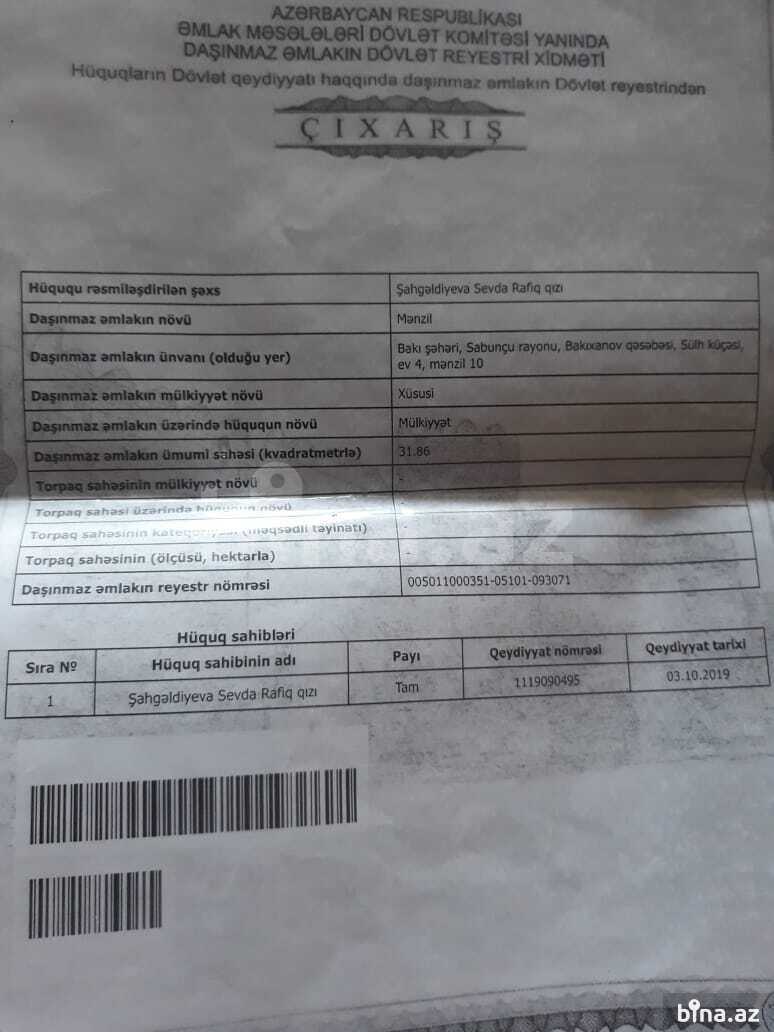 AZƏRBAYCAN RESPUBLİKASI
ƏMLAK MƏSƏLƏLƏRİ DÖVLƏT KOMİTƏSİ YANINDA
DAŞINMAZ ƏMLAKIN DÖVLƏT REYESTRİ XİDMƏTİ
Hüquqların Dövlət qeydiyyatı haqqında daşınmaz əmlakın Dövlət reyestrindən
ÇIXARIŞ
Hüququ rəsmiləşdirilən şəxs Şahgəldiyeva Sevda Rafiq qızı
Daşınmaz əmlakın növü Mənzil
Daşınmaz əmlakın ünvanı (olduğu yer) Bakı şəhəri, Sabunçu rayonu, Bakıxanov qəsəbəsi, Sülh küçəsi,
ev 4, mənzil 10
Daşınmaz əmlakın mülkiyyət növü Xüsusi
Daşınmaz əmlakın üzərində hüququn növü Mülkiyyət
Daşınmaz əmlakın ümumi sahəsi (kvadratmetrlə) 31.86
Torpaq sahəsinin mülkiyyət növü -
Torpaq sahəsi üzərində hüququn növü -
Torpaq sahəsinin kateqoriyası (məqsədli təyinatı) -
Torpaq sahəsinin (ölçüsü, hektarla) -
Daşınmaz əmlakın reyestr nömrəsi 005011000351-05101-093071
Hüquq sahibləri
Sıra Nº Hüquq sahibinin adı Payı Qeydiyyat nömrəsi Qeydiyyat tarixi
1 Şahgəldiyeva Sevda Rafiq qızı Tam 1119090495 03.10.2019
bina.az